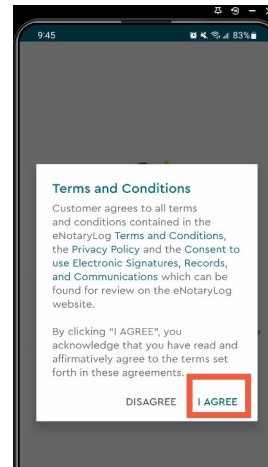 9:45
83%
Terms and Conditions
Customer agrees to all terms
and conditions contained in the
eNotaryLog Terms and Conditions,
the Privacy Policy and the Consent to
use Electronic Signatures, Records,
and Communications which can be
found for review on the eNotaryLog
website.
By clicking "I AGREE", you
acknowledge that you have read and
affirmatively agree to the terms set
forth in these agreements.
DISAGREE I AGREE